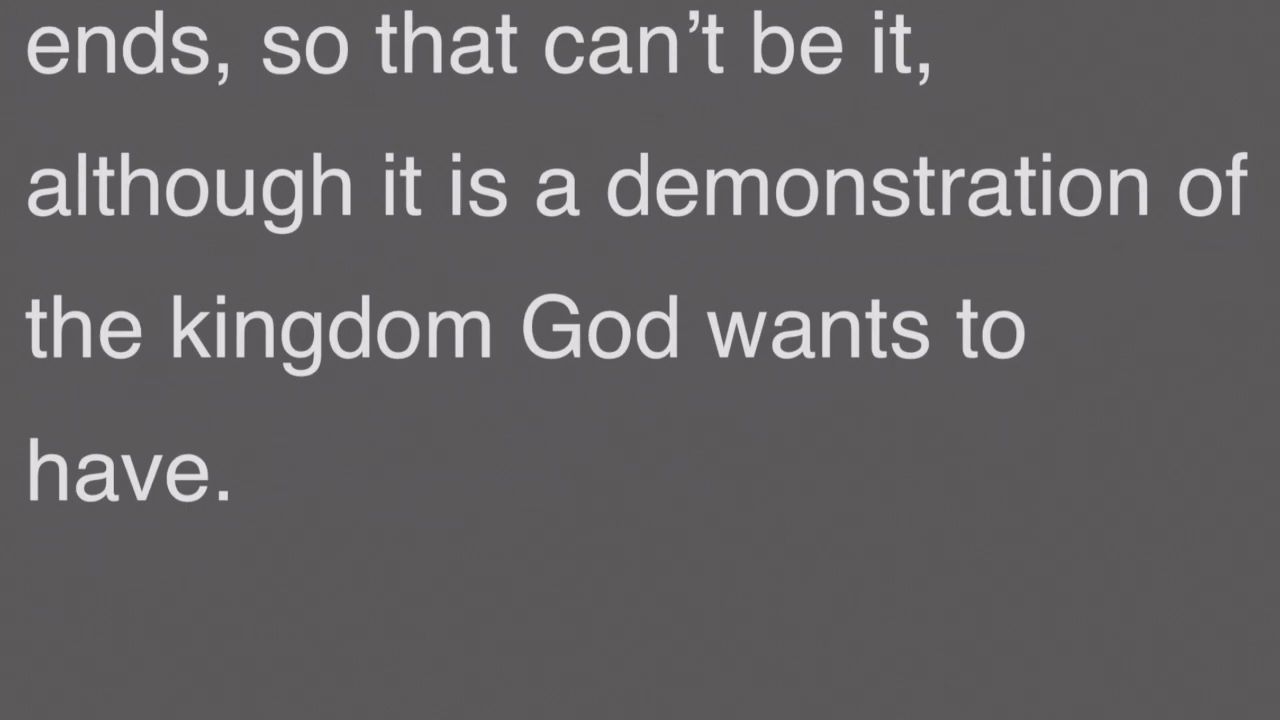 ends, so that can’t be it,
although it is a demonstration of
the kingdom God wants to
have.